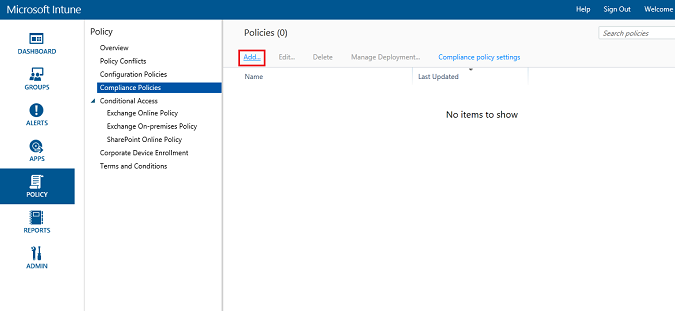 Microsoft Intune
Help Sign Out Welcome
DASHBOARD
GROUPS
ALERTS
APPS
POLICY
REPORTS
ADMIN
Policy
Overview
Policy Conflicts
Configuration Policies
Compliance Policies
Conditional Access
Exchange Online Policy
Exchange On-premises Policy
SharePoint Online Policy
Corporate Device Enrollment
Terms and Conditions
Policies (0)
Search policies
Add... Edit... Delete Manage Deployment... Compliance policy settings
Name Last Updated
No items to show